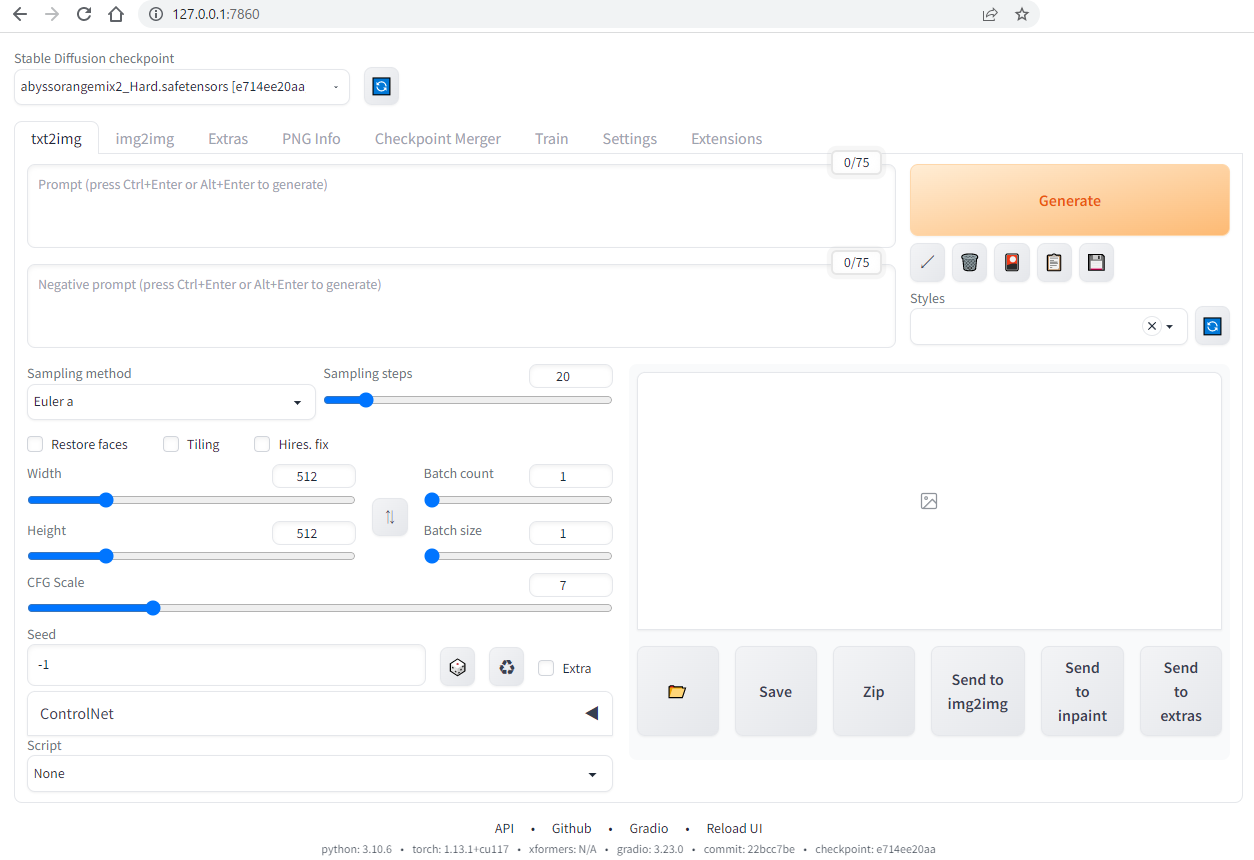 127.0.0.1:7860
Stable Diffusion checkpoint
abyssorangemix2_Hard.safetensors [e714ee20aa
txt2img img2img Extras PNG Info Checkpoint Merger Train Settings Extensions
0/75
Prompt (press Ctrl+Enter or Alt+Enter to generate)
Generate
0/75
Negative prompt (press Ctrl+Enter or Alt+Enter to generate)
Styles
Sampling method
Euler a
Sampling steps
20
Restore faces Tiling Hires. fix
Width
512
Batch count
1
Height
512
Batch size
1
CFG Scale
7
Seed
-1
Extra
ControlNet
Script
None
Save
Zip
Send to
img2img
Send
to
inpaint
Send
to
extras
API • Github • Gradio • Reload UI
python: 3.10.6 • torch: 1.13.1+cu117 • xformers: N/A • gradio: 3.23.0 • commit: 22bcc7be • checkpoint: e714ee20aa